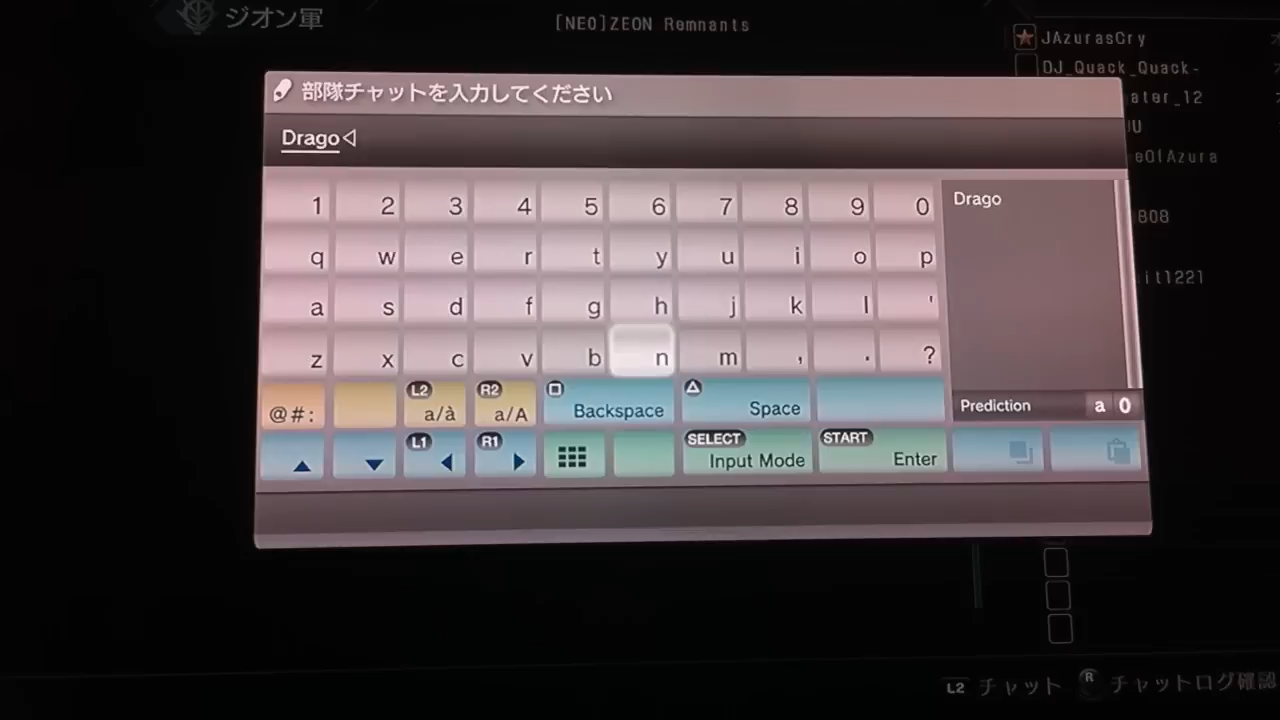 ジオン軍
[NEO]ZEON Remnants
JAzurasCry
DJ_Quack_Quack-
ater_12
U
eOfAzura
808
it1221
部隊チャットを入力してください
Drago
1 2 3 4 5 6 7 8 9 0
q w e r t y u i o p
a s d f g h j k l '
z x c v b n m , . ?
Drago
@#: L2 a/à R2 a/A Backspace Space
Prediction a 0
L1 R1 SELECT Input Mode START Enter
L2 チャット R チャットログ確認